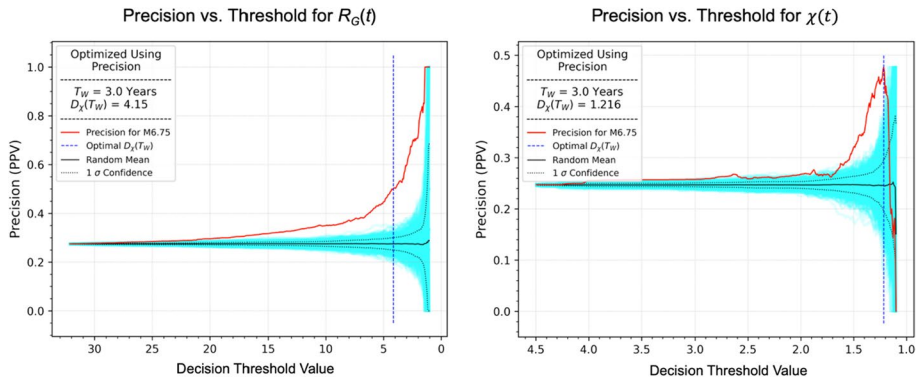 Precision vs. Threshold for R_G(t)
Optimized Using
Precision
T_W = 3.0 Years
D_χ(T_W) = 4.15
Precision for M6.75
Optimal D_χ(T_W)
Random Mean
1 σ Confidence
Precision (PPV)
1.0
0.8
0.6
0.4
0.2
0.0
30
25
20
15
10
5
0
Decision Threshold Value
Precision vs. Threshold for χ(t)
Optimized Using
Precision
T_W = 3.0 Years
D_χ(T_W) = 1.216
Precision for M6.75
Optimal D_χ(T_W)
Random Mean
1 σ Confidence
Precision (PPV)
0.5
0.4
0.3
0.2
0.1
0.0
4.5
4.0
3.5
3.0
2.5
2.0
1.5
1.0
Decision Threshold Value